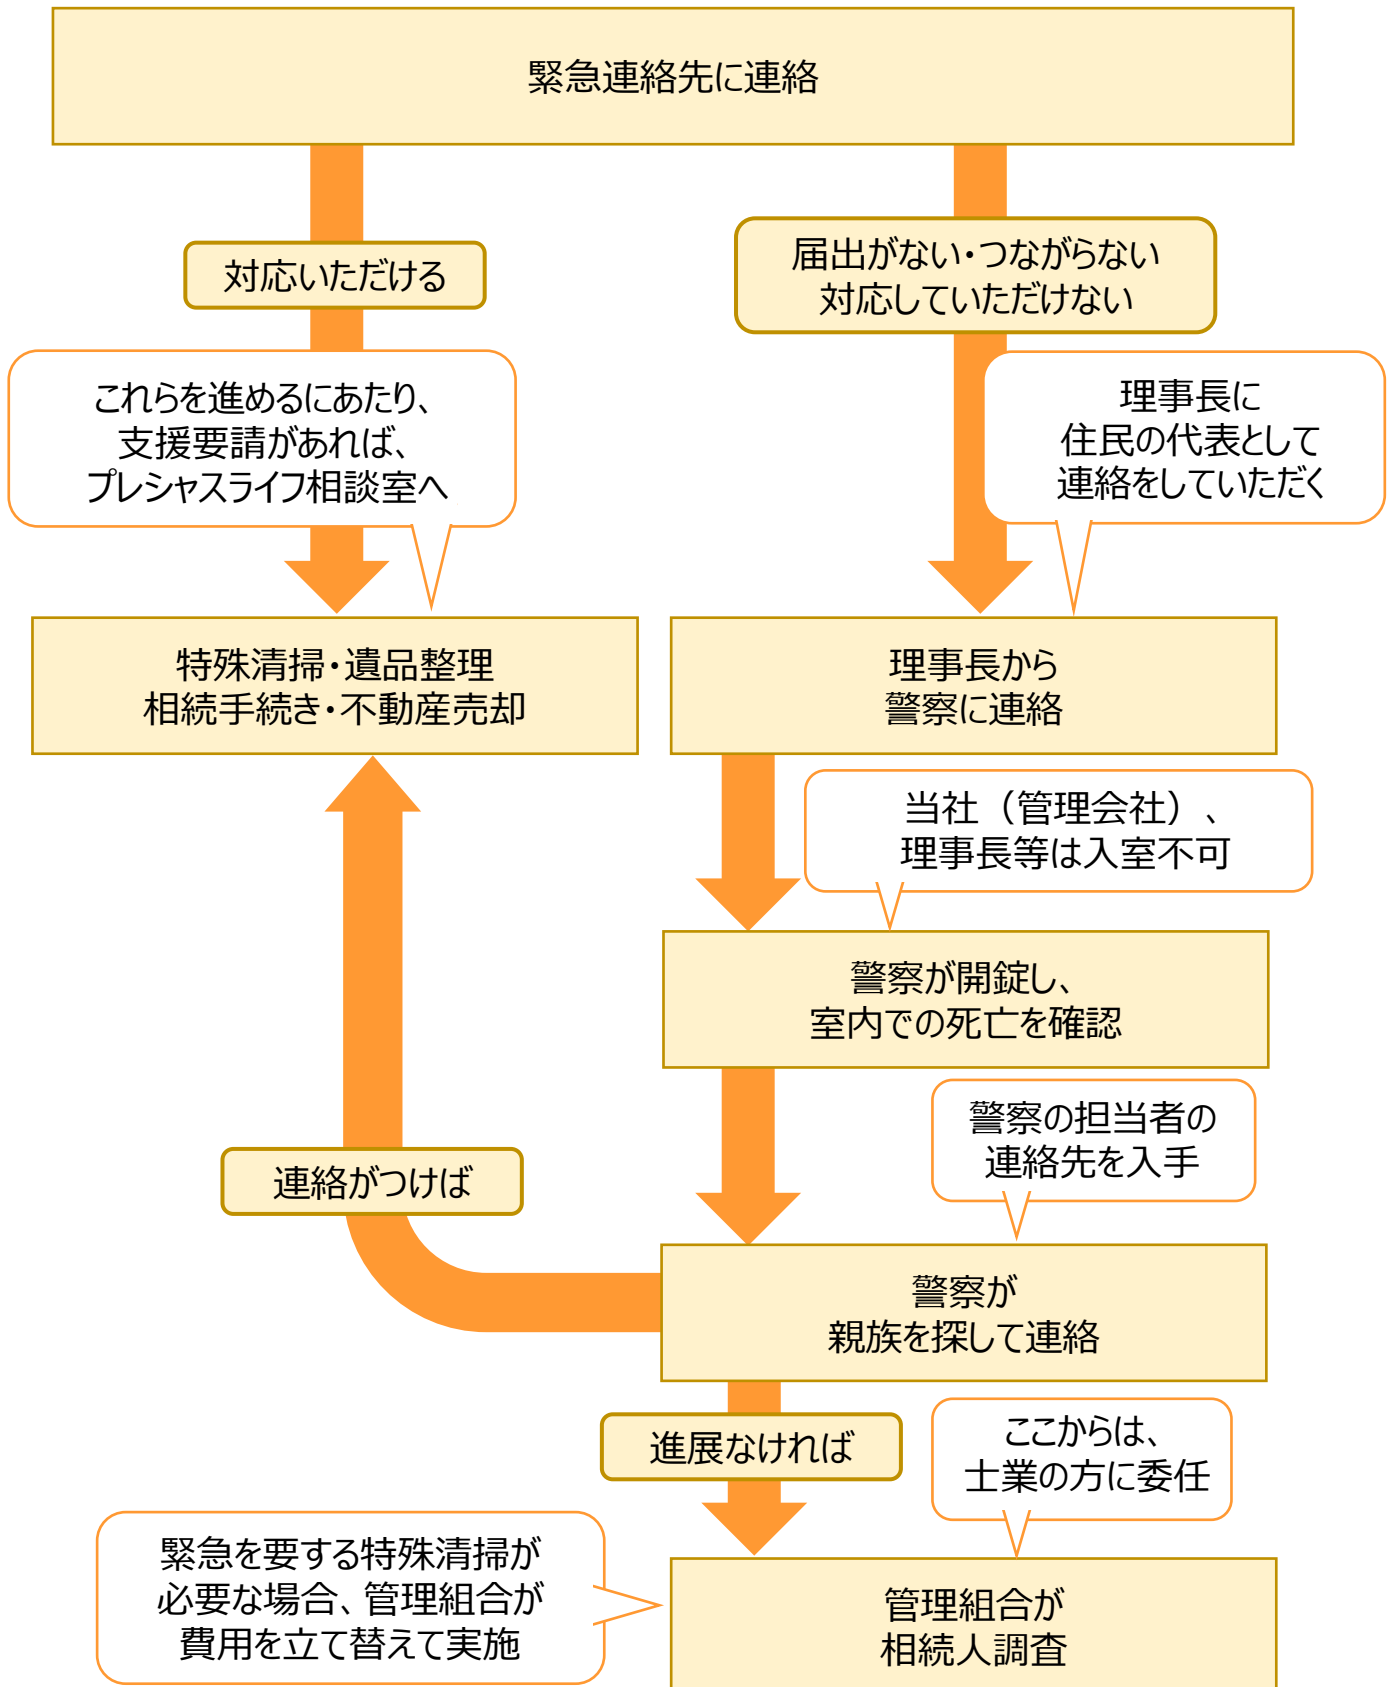 緊急連絡先に連絡
対応いただける
届出がない・つながらない
対応していただけない
これらを進めるにあたり、
支援要請があれば、
プレシャスライフ相談室へ
理事長に
住民の代表として
連絡をしていただく
特殊清掃・遺品整理
相続手続き・不動産売却
理事長から
警察に連絡
当社（管理会社）、
理事長等は入室不可
警察が開錠し、
室内での死亡を確認
警察の担当者の
連絡先を入手
連絡がつけば
警察が
親族を探して連絡
進展なければ
ここからは、
士業の方に委任
緊急を要する特殊清掃が
必要な場合、管理組合が
費用を立て替えて実施
管理組合が
相続人調査